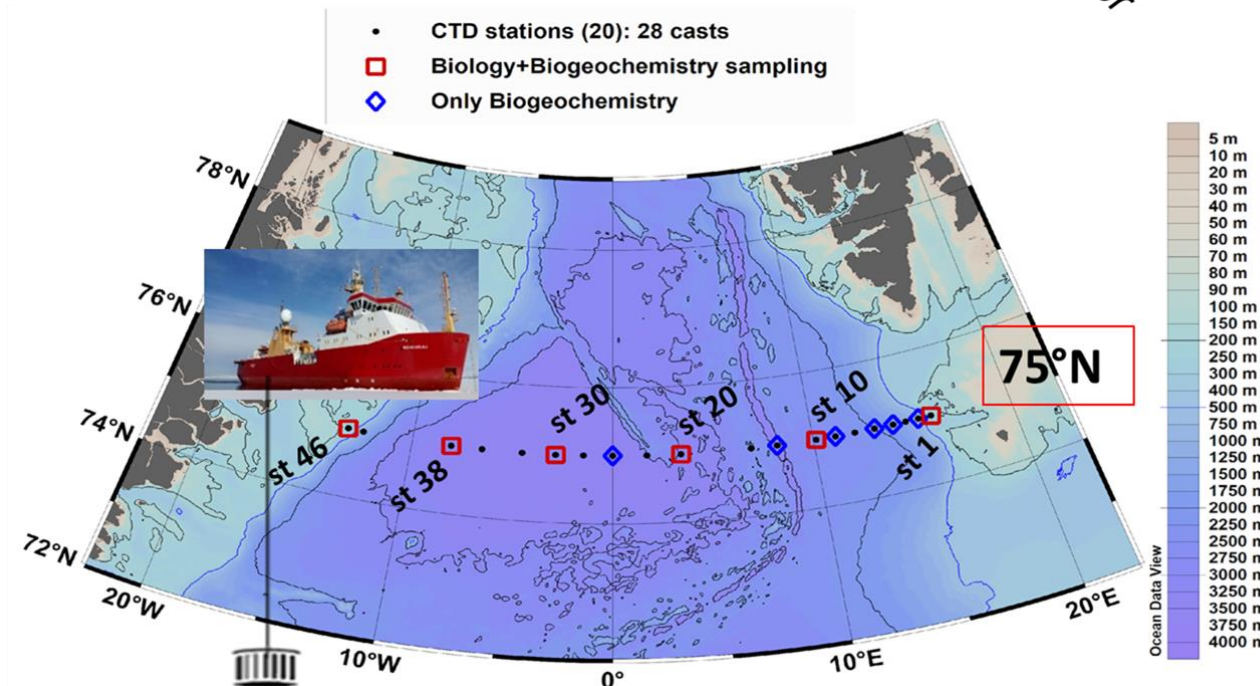 CTD stations (20): 28 casts
Biology+Biogeochemistry sampling
Only Biogeochemistry
78°N
76°N
74°N
72°N
20°W
10°W
0°
10°E
20°E
75°N
st 46
st 38
st 30
st 20
st 10
st 1
Ocean Data View
5 m
10 m
20 m
30 m
40 m
50 m
60 m
70 m
80 m
90 m
100 m
150 m
200 m
250 m
300 m
400 m
500 m
750 m
1000 m
1250 m
1500 m
1750 m
2000 m
2250 m
2500 m
2750 m
3000 m
3250 m
3500 m
3750 m
4000 m